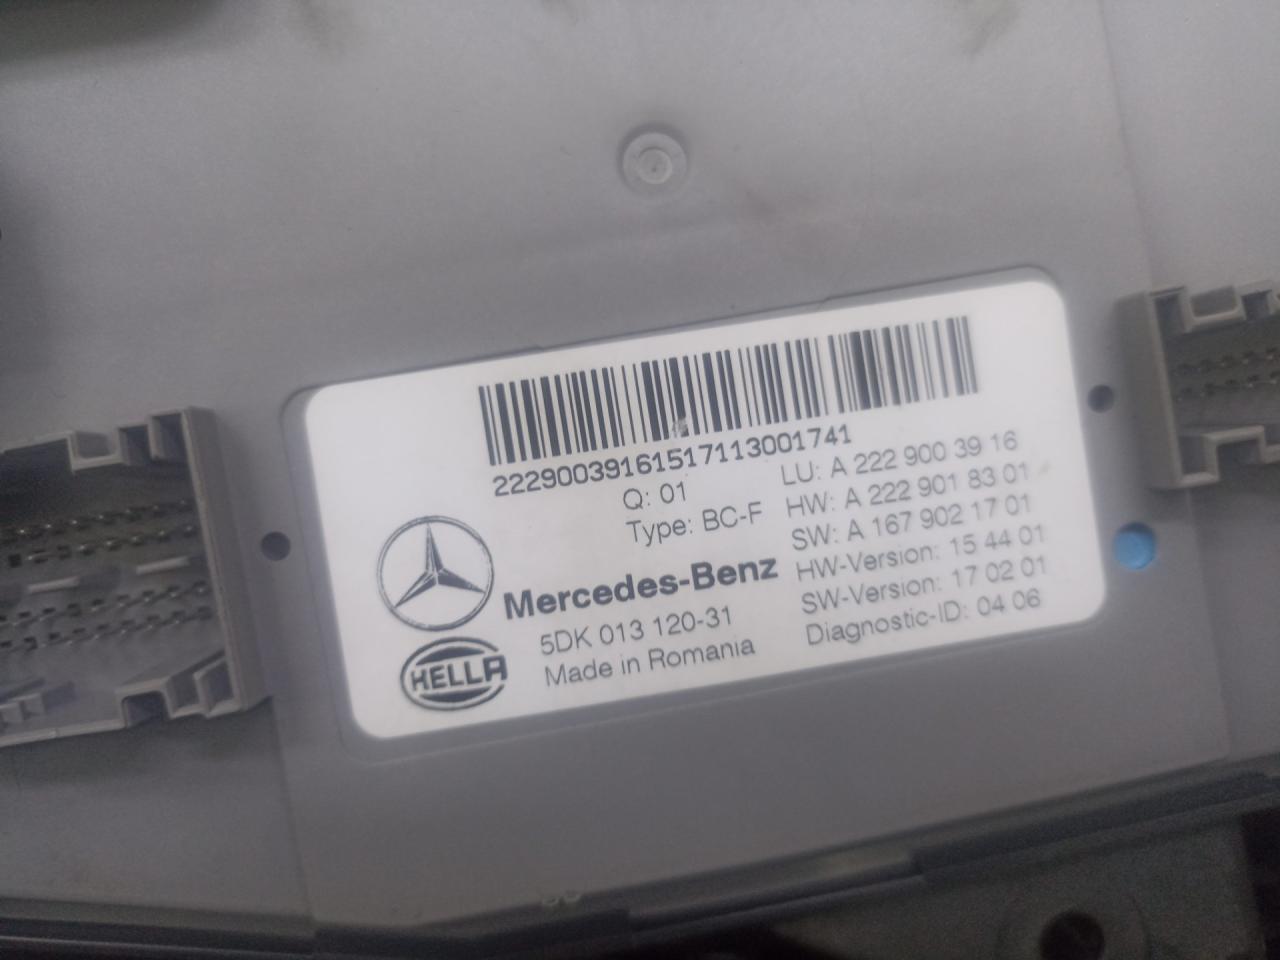 22290039161517113001741
Q: 01
Type: BC-F
Mercedes-Benz
5DK 013 120-31
Made in Romania
HELLA
LU: A 222 900 39 16
HW: A 222 901 83 01
SW: A 167 902 17 01
HW-Version: 15 44 01
SW-Version: 17 02 01
Diagnostic-ID: 04 06